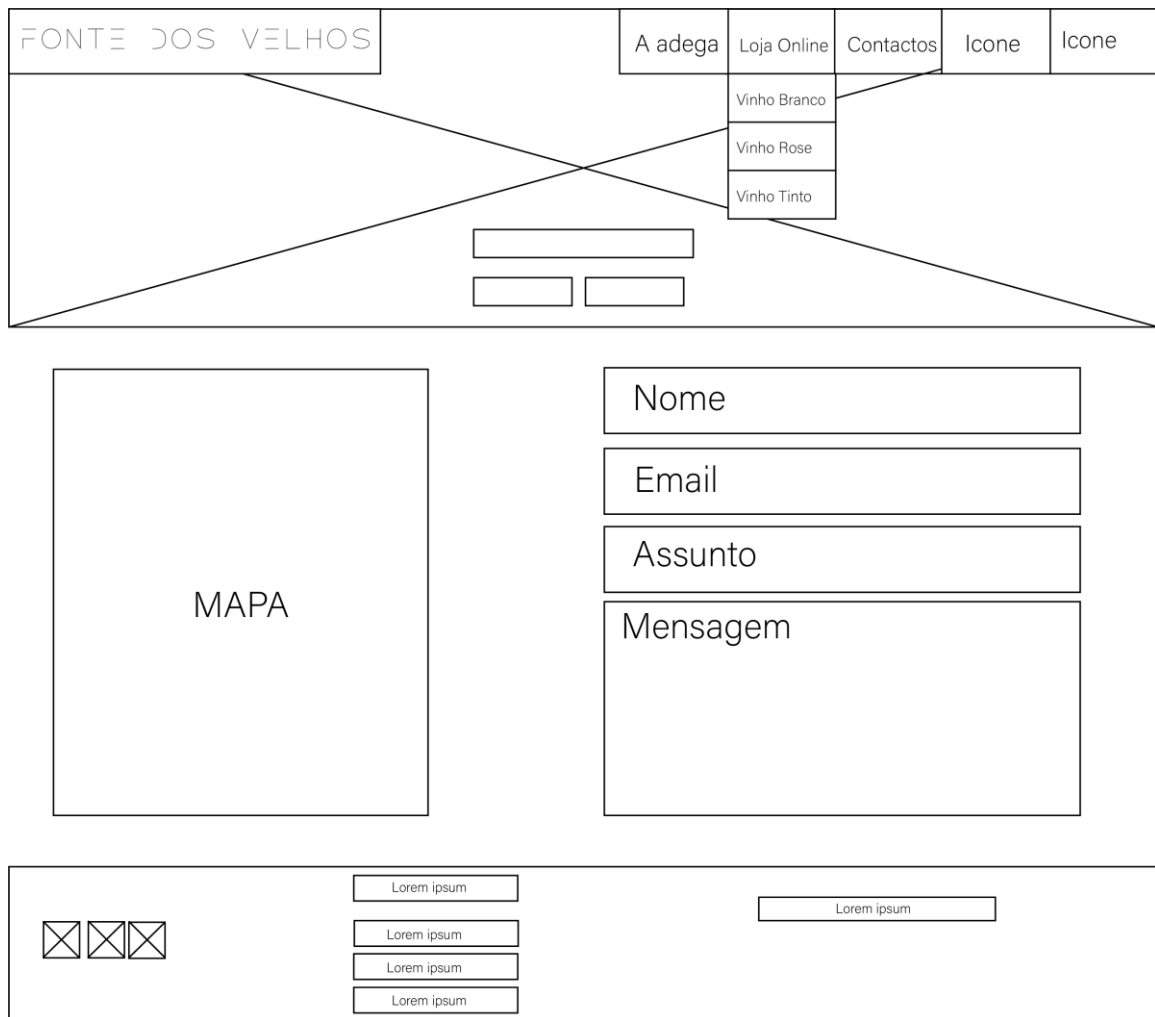 FONTE DOS VELHOS
A adega
Loja Online
Contactos
Icone
Icone
Vinho Branco
Vinho Rose
Vinho Tinto
MAPA
Nome
Email
Assunto
Mensagem
Lorem ipsum
Lorem ipsum
Lorem ipsum
Lorem ipsum
Lorem ipsum